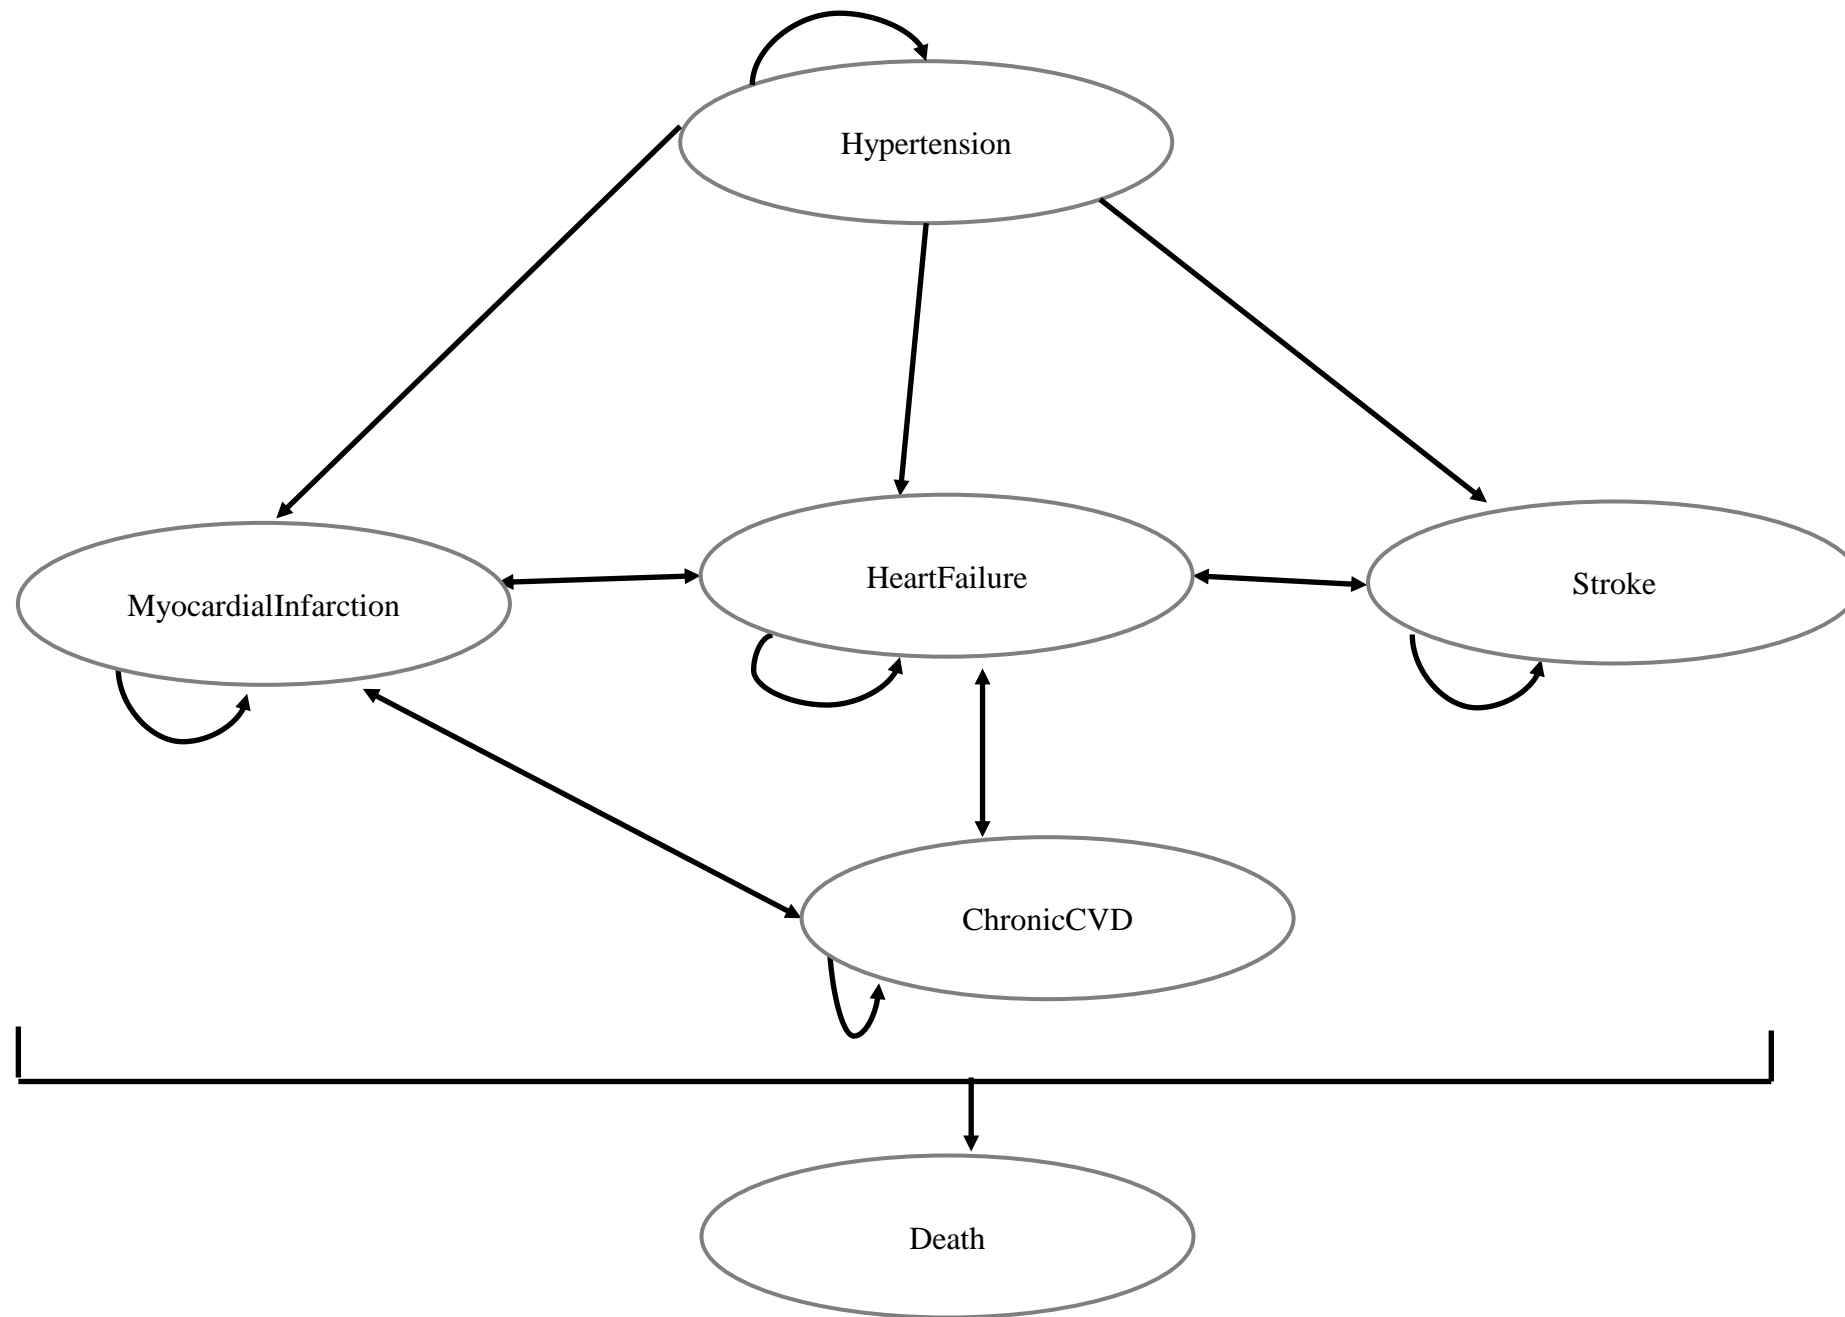 Hypertension
HeartFailure
Stroke
MyocardialInfarction
ChronicCVD
Death